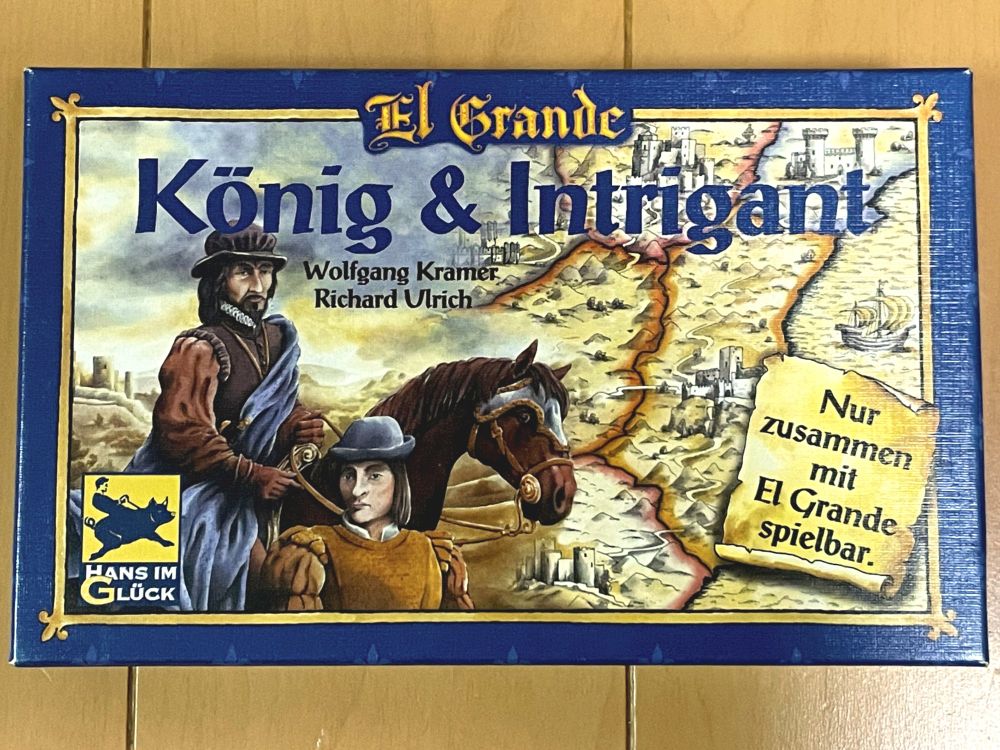 El Grande
König & Intrigant
Wolfgang Kramer
Richard Ulrich
Nur
zusammen
mit
El Grande
spielbar.
HANS IM
GLÜCK